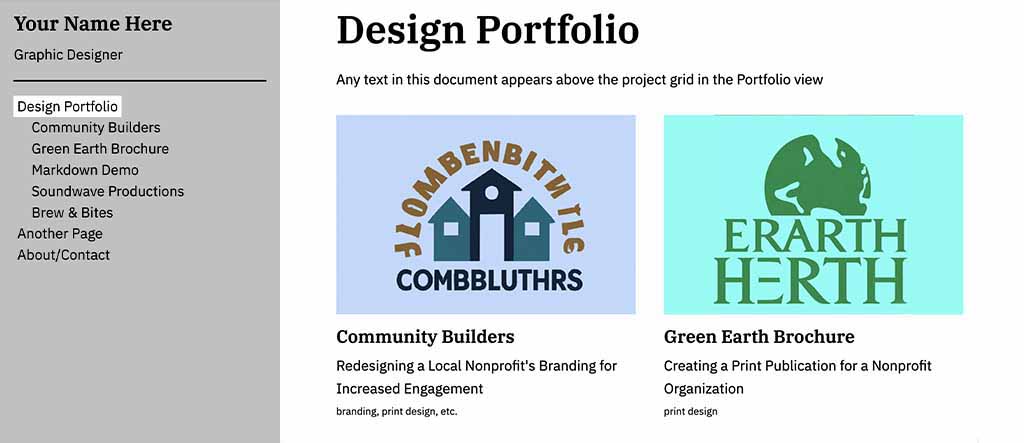 Your Name Here
Graphic Designer
Design Portfolio
Community Builders
Green Earth Brochure
Markdown Demo
Soundwave Productions
Brew & Bites
Another Page
About/Contact
Design Portfolio
Any text in this document appears above the project grid in the Portfolio view
COMBBLUTHRS
Community Builders
Redesigning a Local Nonprofit's Branding for
Increased Engagement
branding, print design, etc.
ERARTH
HERTH
Green Earth Brochure
Creating a Print Publication for a Nonprofit
Organization
print design